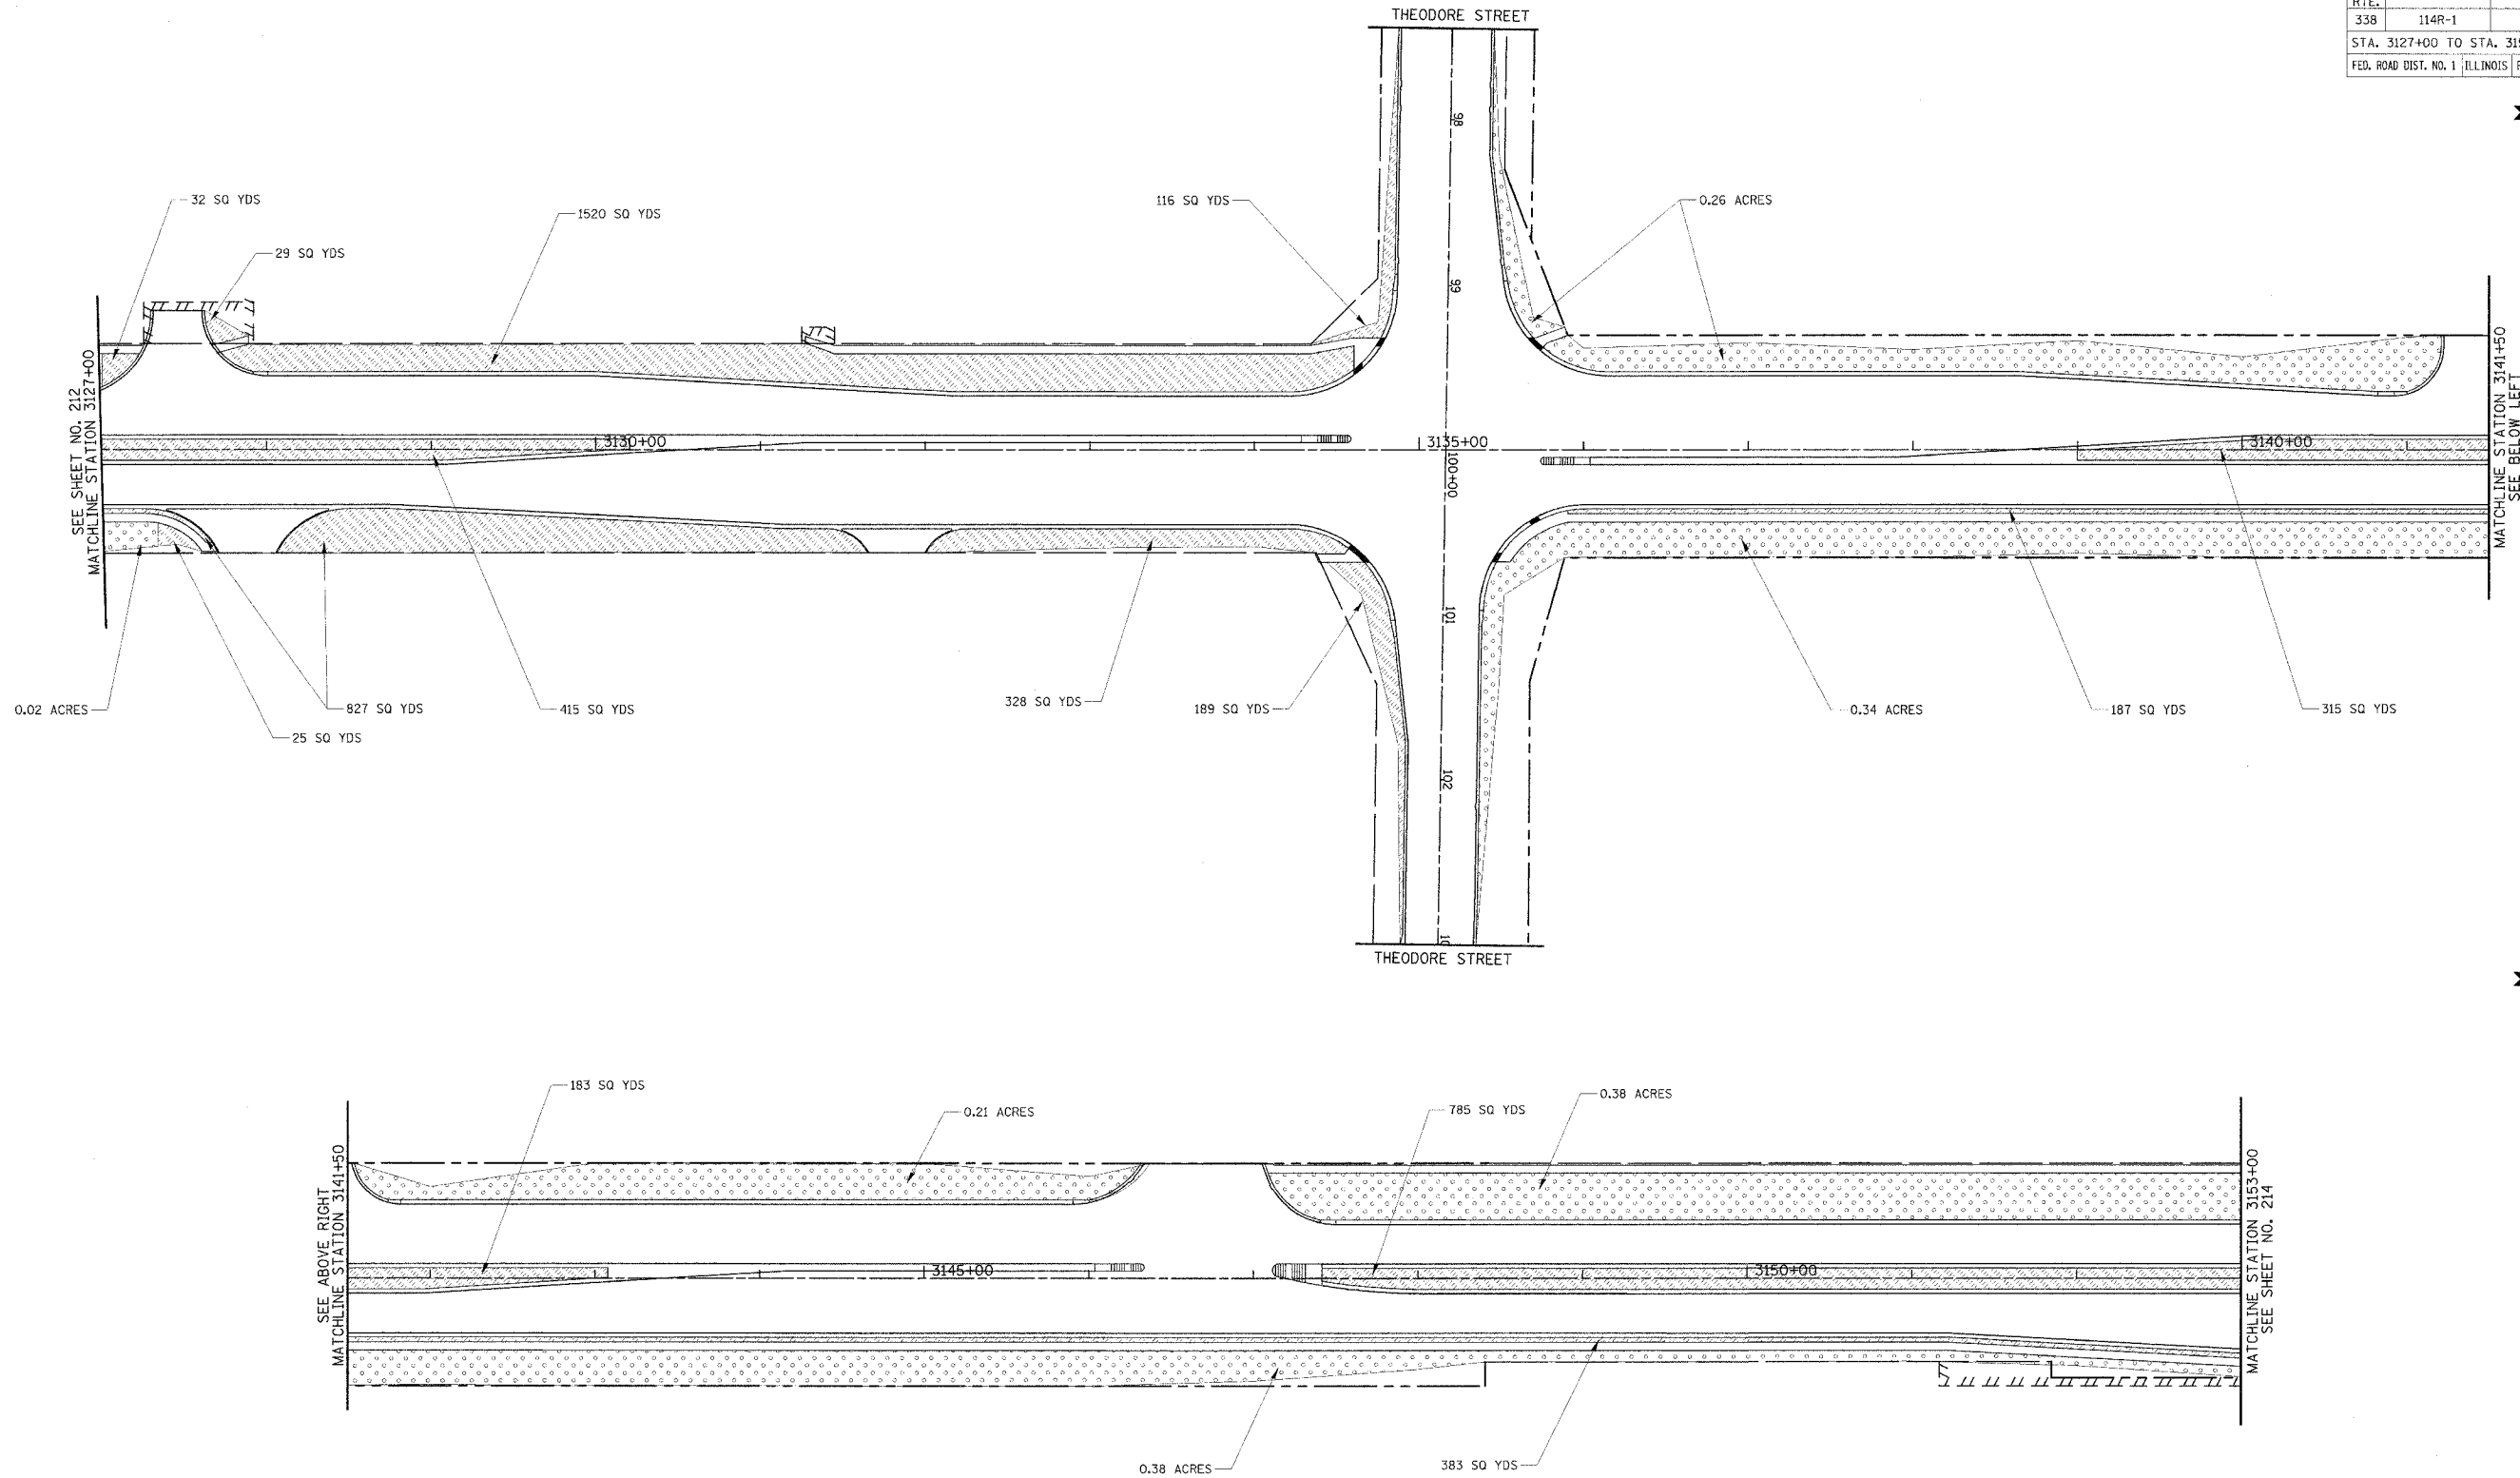 THEODORE STREET
338 114R-1
STA. 3127+00 TO STA.
FED. ROAD DIST. NO. 1 ILLINOIS
98
32 SQ YDS
1520 SQ YDS
116 SQ YDS
0.26 ACRES
29 SQ YDS
99
SEE SHEET NO. 212
MATCHLINE STATION 3127+00
3130+00
3135+00
3140+00
100+00
MATCHLINE STATION 3141+50
SEE BELOW LEFT
101
0.02 ACRES
827 SQ YDS
415 SQ YDS
328 SQ YDS
189 SQ YDS
0.34 ACRES
187 SQ YDS
315 SQ YDS
25 SQ YDS
102
THEODORE STREET
183 SQ YDS
0.21 ACRES
785 SQ YDS
0.38 ACRES
SEE ABOVE RIGHT
MATCHLINE STATION 3141+50
3145+00
3150+00
MATCHLINE STATION 3153+00
SEE SHEET NO. 214
0.38 ACRES
383 SQ YDS